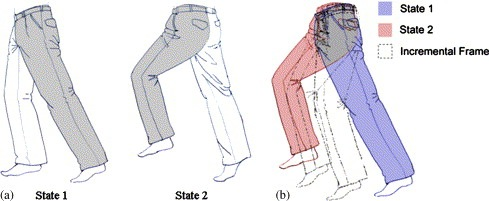 State 1
State 2
Incremental Frame
(a)
State 1
State 2
(b)